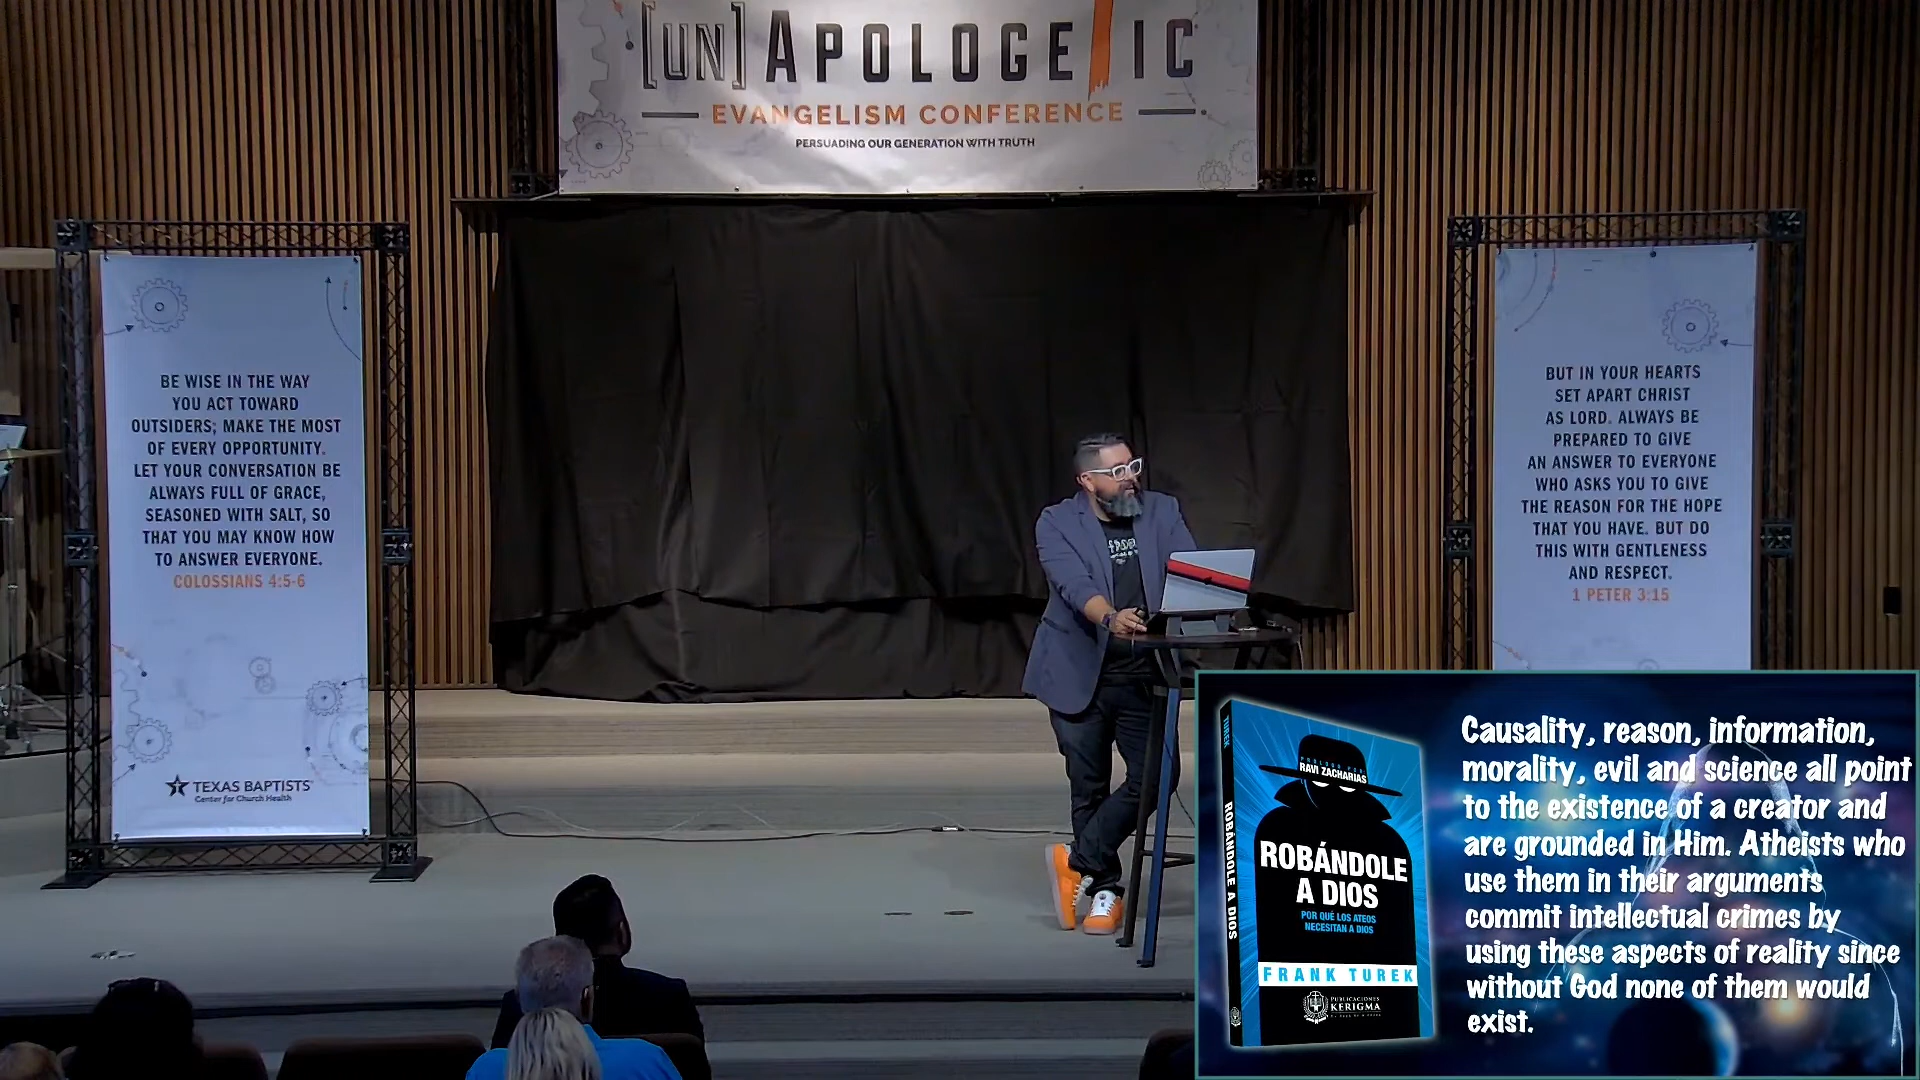 [UN]APOLOGETIC
EVANGELISM CONFERENCE
PERSUADING OUR GENERATION WITH TRUTH
BE WISE IN THE WAY
YOU ACT TOWARD
OUTSIDERS; MAKE THE MOST
OF EVERY OPPORTUNITY.
LET YOUR CONVERSATION BE
ALWAYS FULL OF GRACE,
SEASONED WITH SALT, SO
THAT YOU MAY KNOW HOW
TO ANSWER EVERYONE.
COLOSSIANS 4:5-6
TEXAS BAPTISTS
Center for Church Health
BUT IN YOUR HEARTS
SET APART CHRIST
AS LORD. ALWAYS BE
PREPARED TO GIVE
AN ANSWER TO EVERYONE
WHO ASKS YOU TO GIVE
THE REASON FOR THE HOPE
THAT YOU HAVE. BUT DO
THIS WITH GENTLENESS
AND RESPECT.
1 PETER 3:15
TUREK
ROBÁNDOLE A DIOS
PRÓLOGO POR
RAVI ZACHARIAS
ROBÁNDOLE
A DIOS
POR QUÉ LOS ATEOS
NECESITAN A DIOS
FRANK TUREK
PUBLICACIONES
KERIGMA
Causality, reason, information,
morality, evil and science all point
to the existence of a creator and
are grounded in Him. Atheists who
use them in their arguments
commit intellectual crimes by
using these aspects of reality since
without God none of them would
exist.